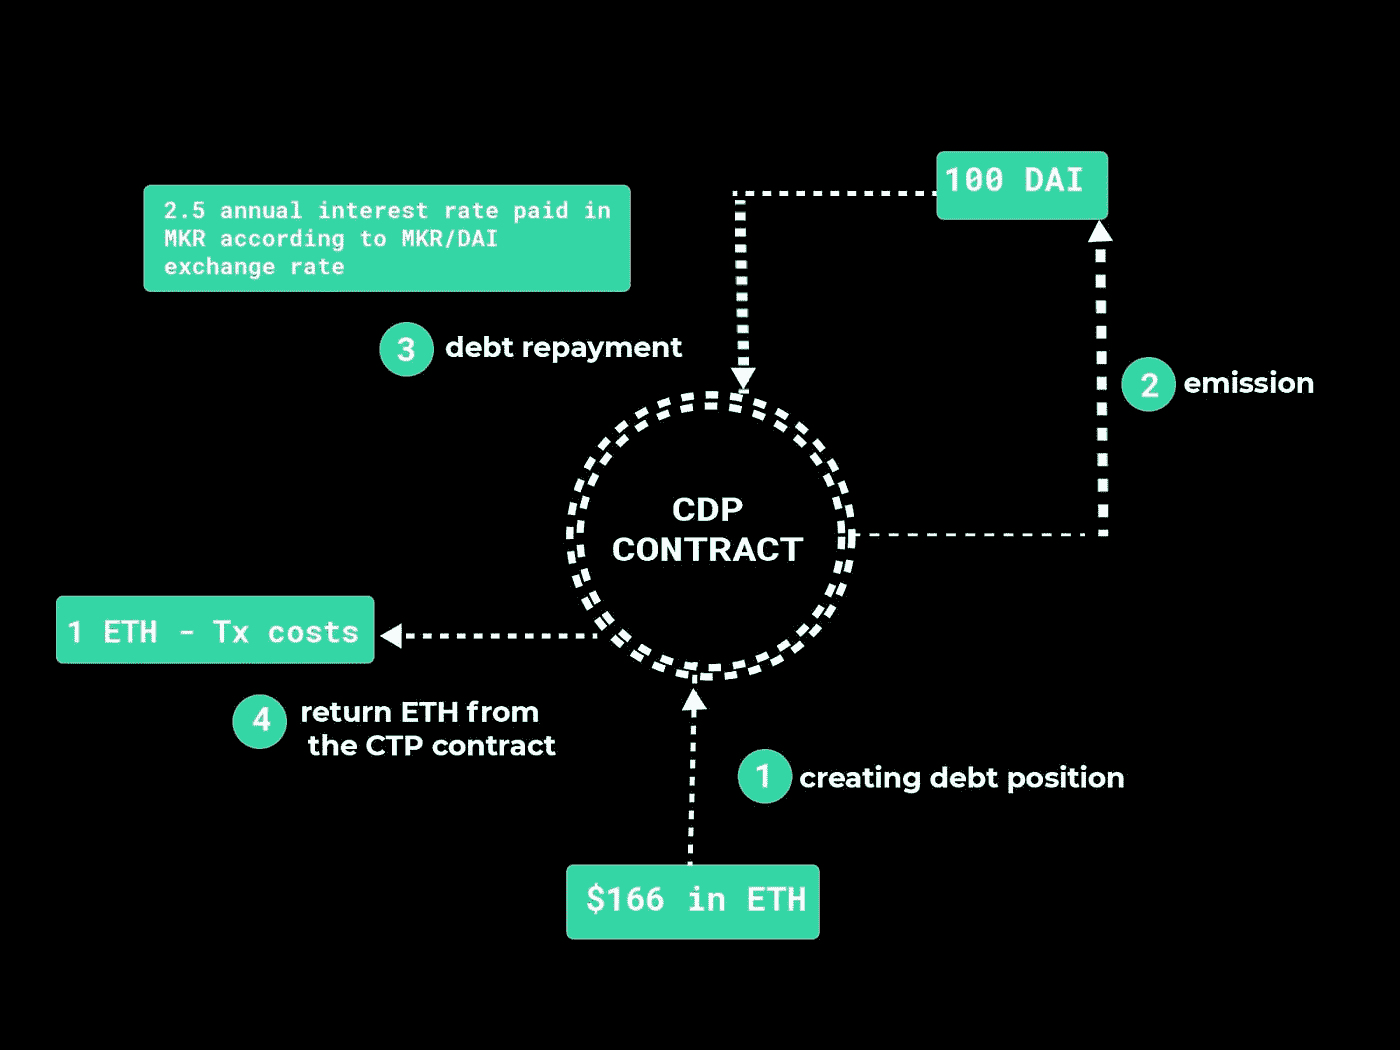 100 DAI
2.5 annual interest rate paid in
MKR according to MKR/DAI
exchange rate
3 debt repayment
2 emission
CDP
CONTRACT
1 ETH - Tx costs
4 return ETH from
the CTP contract
1 creating debt position
$166 in ETH